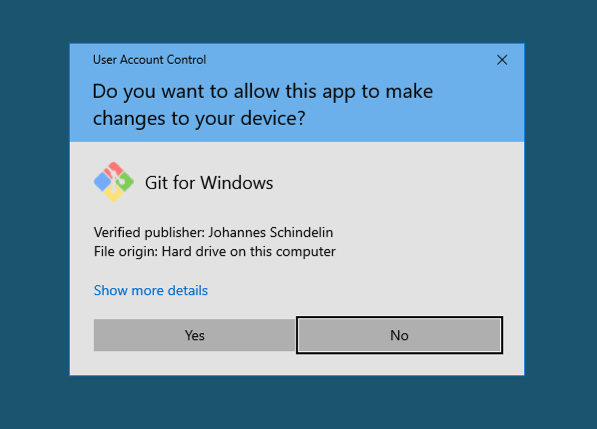 User Account Control
Do you want to allow this app to make
changes to your device?
Git for Windows
Verified publisher: Johannes Schindelin
File origin: Hard drive on this computer
Show more details
Yes
No